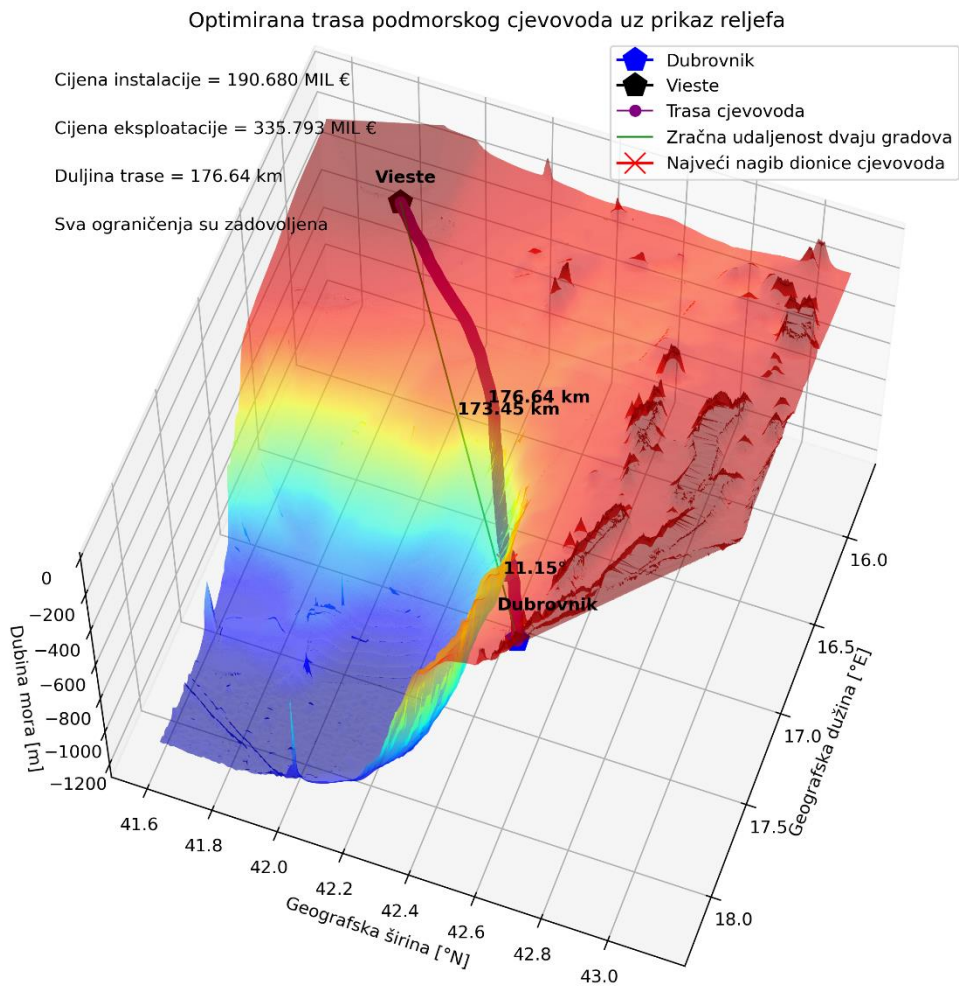 Optimirana trasa podmorskog cjevovoda uz prikaz reljefa
Cijena instalacije = 190.680 MIL €
Cijena eksploatacije = 335.793 MIL €
Duljina trase = 176.64 km
Sva ograničenja su zadovoljena
Dubrovnik
Vieste
Trasa cjevovoda
Zračna udaljenost dvaju gradova
Najveći nagib dionice cjevovoda
Vieste
176.64 km
173.45 km
11.15°
Dubrovnik
0
−200
−400
−600
−800
−1000
−1200
Dubina mora [m]
41.6
41.8
42.0
42.2
42.4
42.6
42.8
43.0
Geografska širina [°N]
16.0
16.5
17.0
17.5
18.0
Geografska dužina [°E]